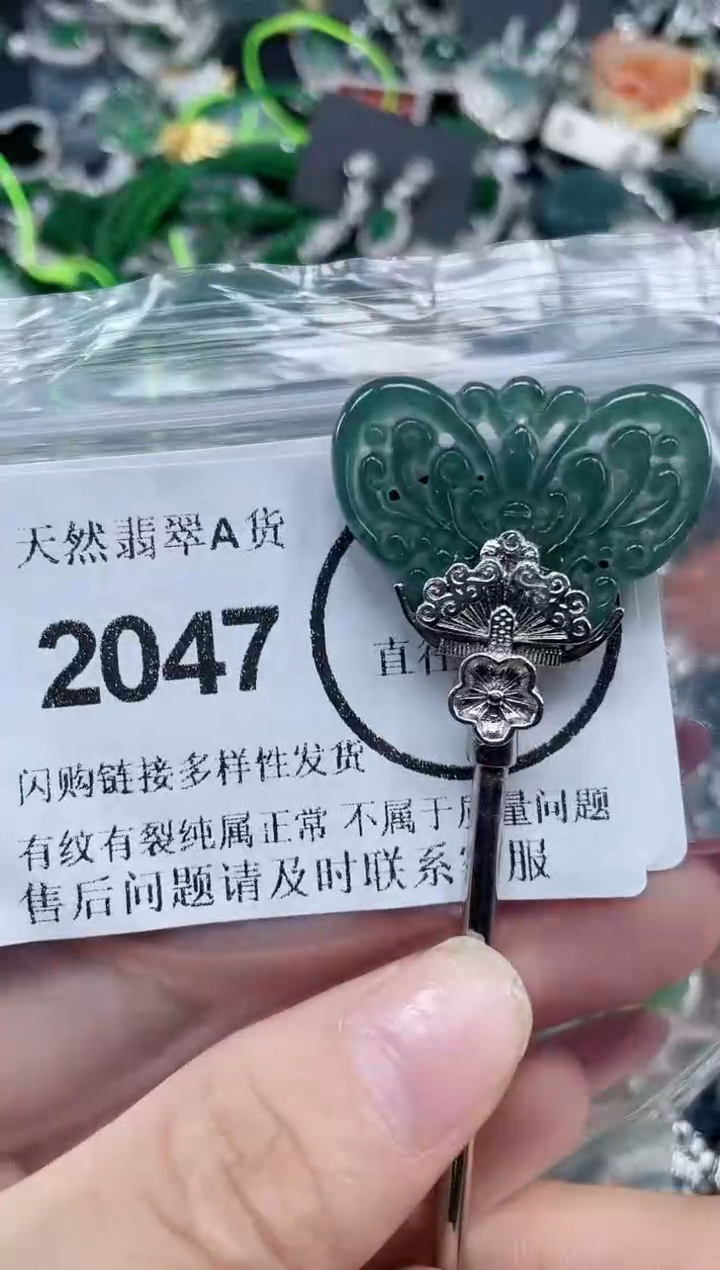 天然翡翠A货
2047
直径
闪购链接多样性发货
有纹有裂纯属正常 不属于质量问题
售后问题请及时联系客服